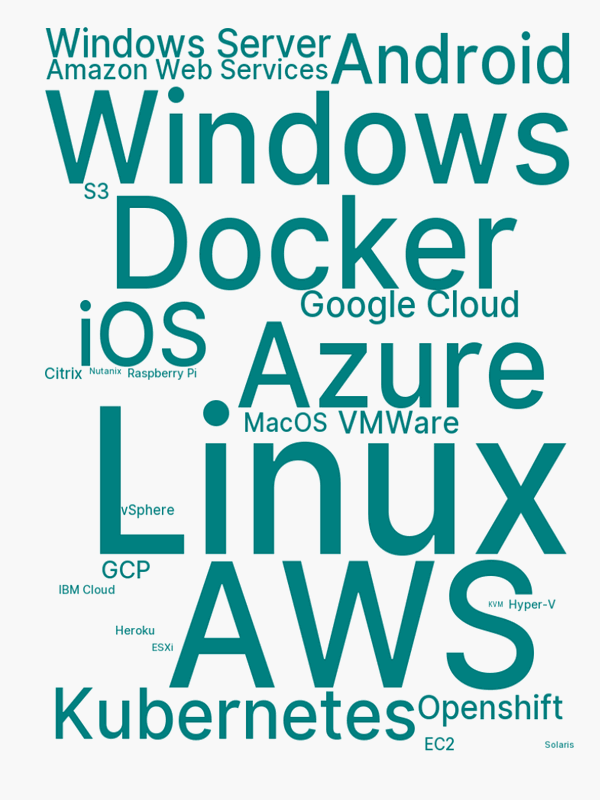 Windows Server
Amazon Web Services
Android
Windows
S3
Docker
Google Cloud
iOS
Azure
Citrix
Nutanix
Raspberry Pi
MacOS
VMWare
Linux
vSphere
GCP
AWS
IBM Cloud
KVM
Hyper-V
Heroku
ESXi
Kubernetes
Openshift
EC2
Solaris